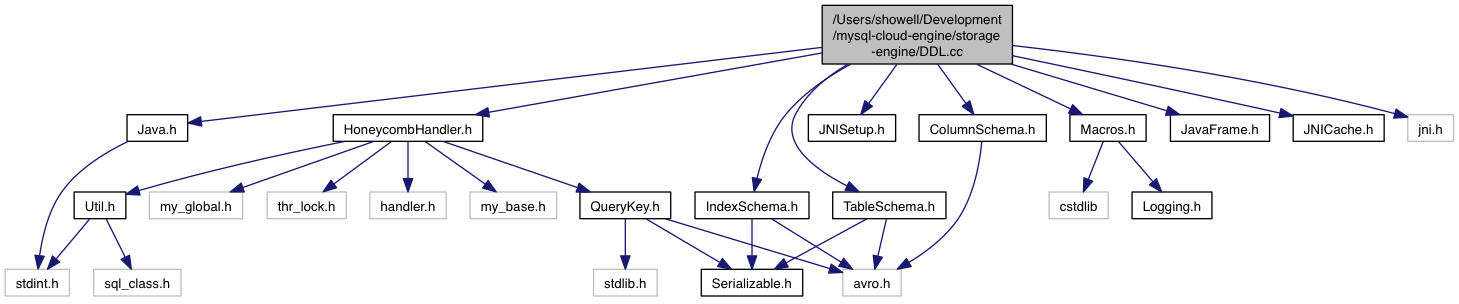 /Users/showell/Development
/mysql-cloud-engine/storage
-engine/DDL.cc
Java.h
HoneycombHandler.h
JNISetup.h
ColumnSchema.h
Macros.h
JavaFrame.h
JNICache.h
jni.h
Util.h
my_global.h
thr_lock.h
handler.h
my_base.h
QueryKey.h
IndexSchema.h
TableSchema.h
cstdlib
Logging.h
stdint.h
sql_class.h
stdlib.h
Serializable.h
avro.h